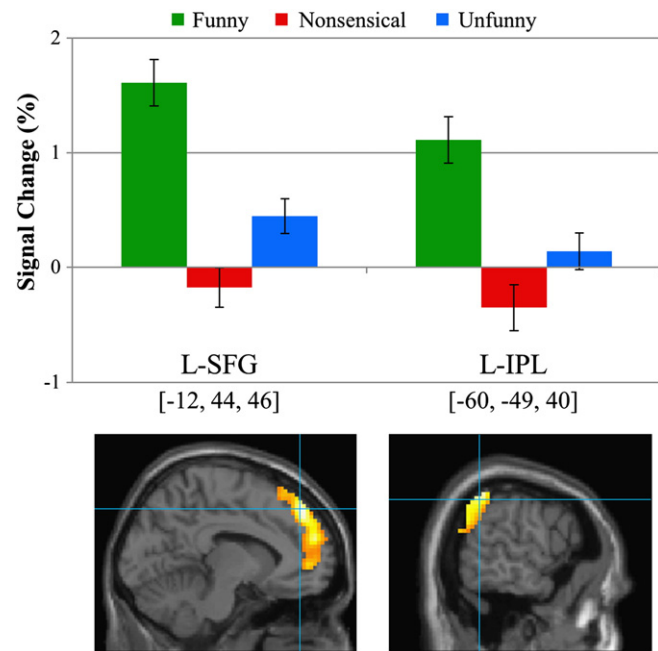 Funny Nonsensical Unfunny
2
1
0
-1
Signal Change (%)
L-SFG L-IPL
[-12, 44, 46] [-60, -49, 40]